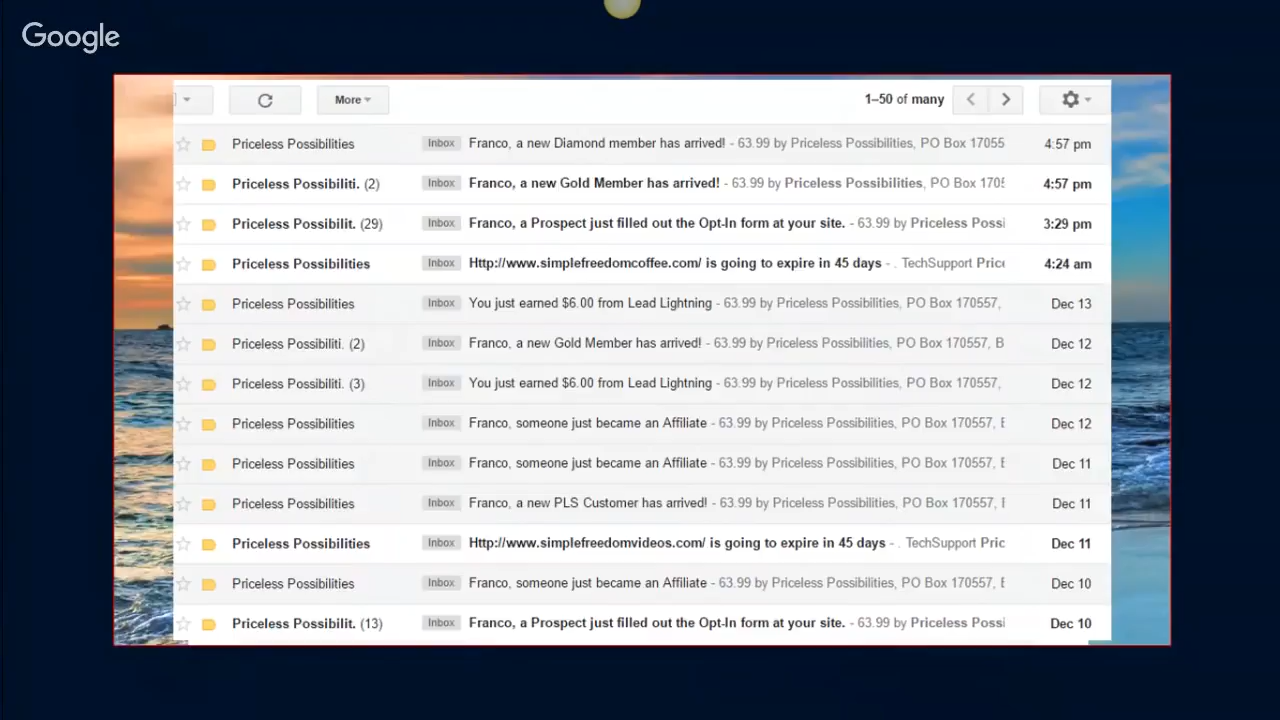 Google
More
1–50 of many
Priceless Possibilities Inbox Franco, a new Diamond member has arrived! - 63.99 by Priceless Possibilities, PO Box 17055 4:57 pm
Priceless Possibiliti. (2) Inbox Franco, a new Gold Member has arrived! - 63.99 by Priceless Possibilities, PO Box 170 4:57 pm
Priceless Possibilit. (29) Inbox Franco, a Prospect just filled out the Opt-In form at your site. - 63.99 by Priceless Possi 3:29 pm
Priceless Possibilities Inbox Http://www.simplefreedomcoffee.com/ is going to expire in 45 days - . TechSupport Price 4:24 am
Priceless Possibilities Inbox You just earned $6.00 from Lead Lightning - 63.99 by Priceless Possibilities, PO Box 170557, Dec 13
Priceless Possibiliti. (2) Inbox Franco, a new Gold Member has arrived! - 63.99 by Priceless Possibilities, PO Box 170557, B Dec 12
Priceless Possibiliti. (3) Inbox You just earned $6.00 from Lead Lightning - 63.99 by Priceless Possibilities, PO Box 170557, Dec 12
Priceless Possibilities Inbox Franco, someone just became an Affiliate - 63.99 by Priceless Possibilities, PO Box 170557, Dec 12
Priceless Possibilities Inbox Franco, someone just became an Affiliate - 63.99 by Priceless Possibilities, PO Box 170557, Dec 11
Priceless Possibilities Inbox Franco, a new PLS Customer has arrived! - 63.99 by Priceless Possibilities, PO Box 170557, Dec 11
Priceless Possibilities Inbox Http://www.simplefreedomvideos.com/ is going to expire in 45 days - . TechSupport Pric Dec 11
Priceless Possibilities Inbox Franco, someone just became an Affiliate - 63.99 by Priceless Possibilities, PO Box 170557, Dec 10
Priceless Possibilit. (13) Inbox Franco, a Prospect just filled out the Opt-In form at your site. - 63.99 by Priceless Possi Dec 10